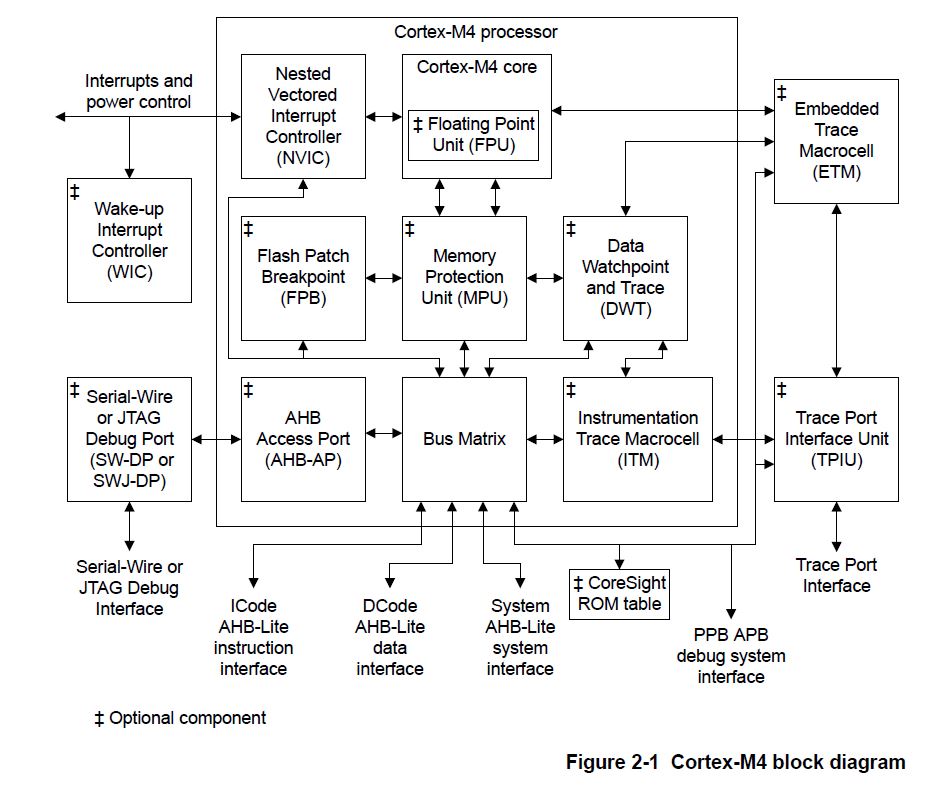 Cortex-M4 processor
Interrupts and
power control
Nested
Vectored
Interrupt
Controller
(NVIC)
Cortex-M4 core
‡ Floating Point
Unit (FPU)
‡
Embedded
Trace
Macrocell
(ETM)
‡
Wake-up
Interrupt
Controller
(WIC)
‡
Flash Patch
Breakpoint
(FPB)
‡
Memory
Protection
Unit (MPU)
‡
Data
Watchpoint
and Trace
(DWT)
‡
Serial-Wire
or JTAG
Debug Port
(SW-DP or
SWJ-DP)
‡
AHB
Access Port
(AHB-AP)
Bus Matrix
‡
Instrumentation
Trace Macrocell
(ITM)
‡
Trace Port
Interface Unit
(TPIU)
Serial-Wire or
JTAG Debug
Interface
ICode
AHB-Lite
instruction
interface
DCode
AHB-Lite
data
interface
System
AHB-Lite
system
interface
‡ CoreSight
ROM table
PPB APB
debug system
interface
Trace Port
Interface
‡ Optional component
Figure 2-1 Cortex-M4 block diagram